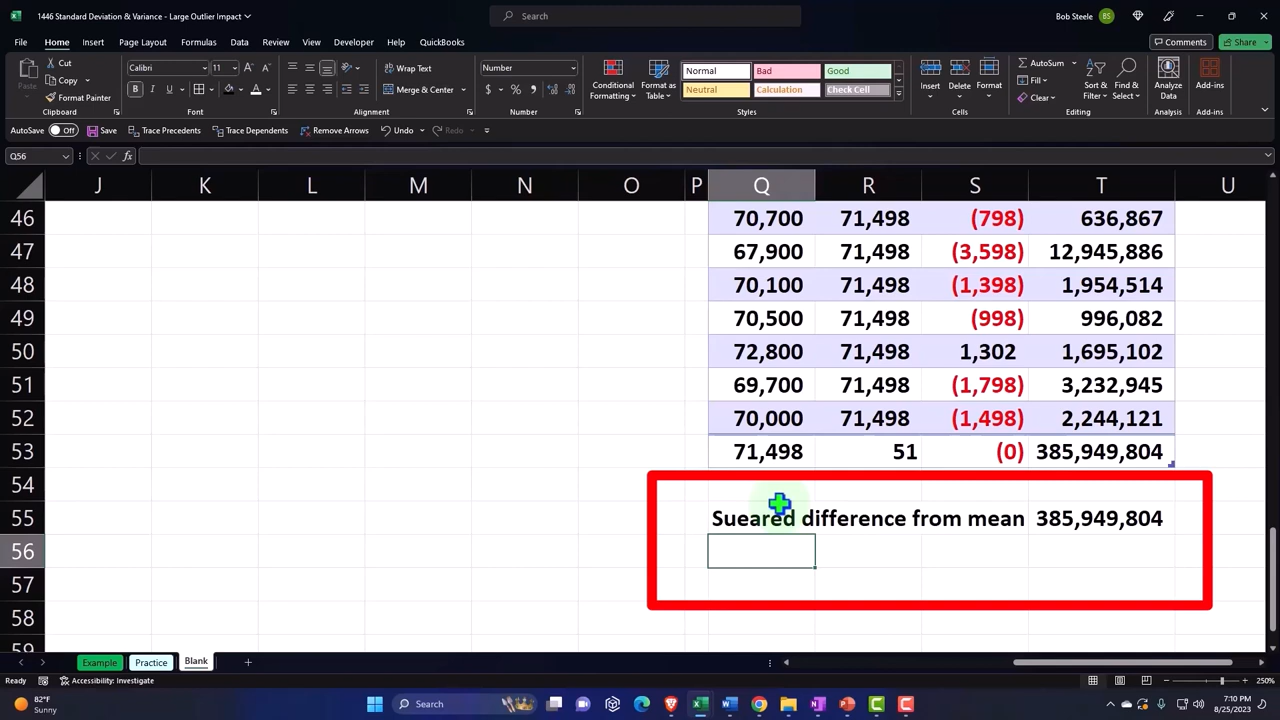 1446 Standard Deviation & Variance - Large Outlier Impact
Search
Bob Steele BS
File Home Insert Page Layout Formulas Data Review View Developer Help QuickBooks
Comments Share
Cut
Copy
Format Painter
Clipboard
Calibri 11
Font
Wrap Text
Merge & Center
Alignment
Number
Number
Conditional Formatting
Format as Table
Normal Bad Good
Neutral Calculation Check Cell
Styles
Insert Delete Format
Cells
AutoSum
Fill
Clear
Sort & Filter
Find & Select
Editing
Analyze Data
Analysis
Add-ins
Add-ins
AutoSave Off Save Trace Precedents Trace Dependents Remove Arrows Undo Redo
Q56 fx
J K L M N O P Q R S T U
46 70,700 71,498 (798) 636,867
47 67,900 71,498 (3,598) 12,945,886
48 70,100 71,498 (1,398) 1,954,514
49 70,500 71,498 (998) 996,082
50 72,800 71,498 1,302 1,695,102
51 69,700 71,498 (1,798) 3,232,945
52 70,000 71,498 (1,498) 2,244,121
53 71,498 51 (0) 385,949,804
54
55 Sueared difference from mean 385,949,804
56
57
58
59
Example Practice Blank
Ready Accessibility: Investigate 250%
82°F
Sunny
Search
7:10 PM
8/25/2023